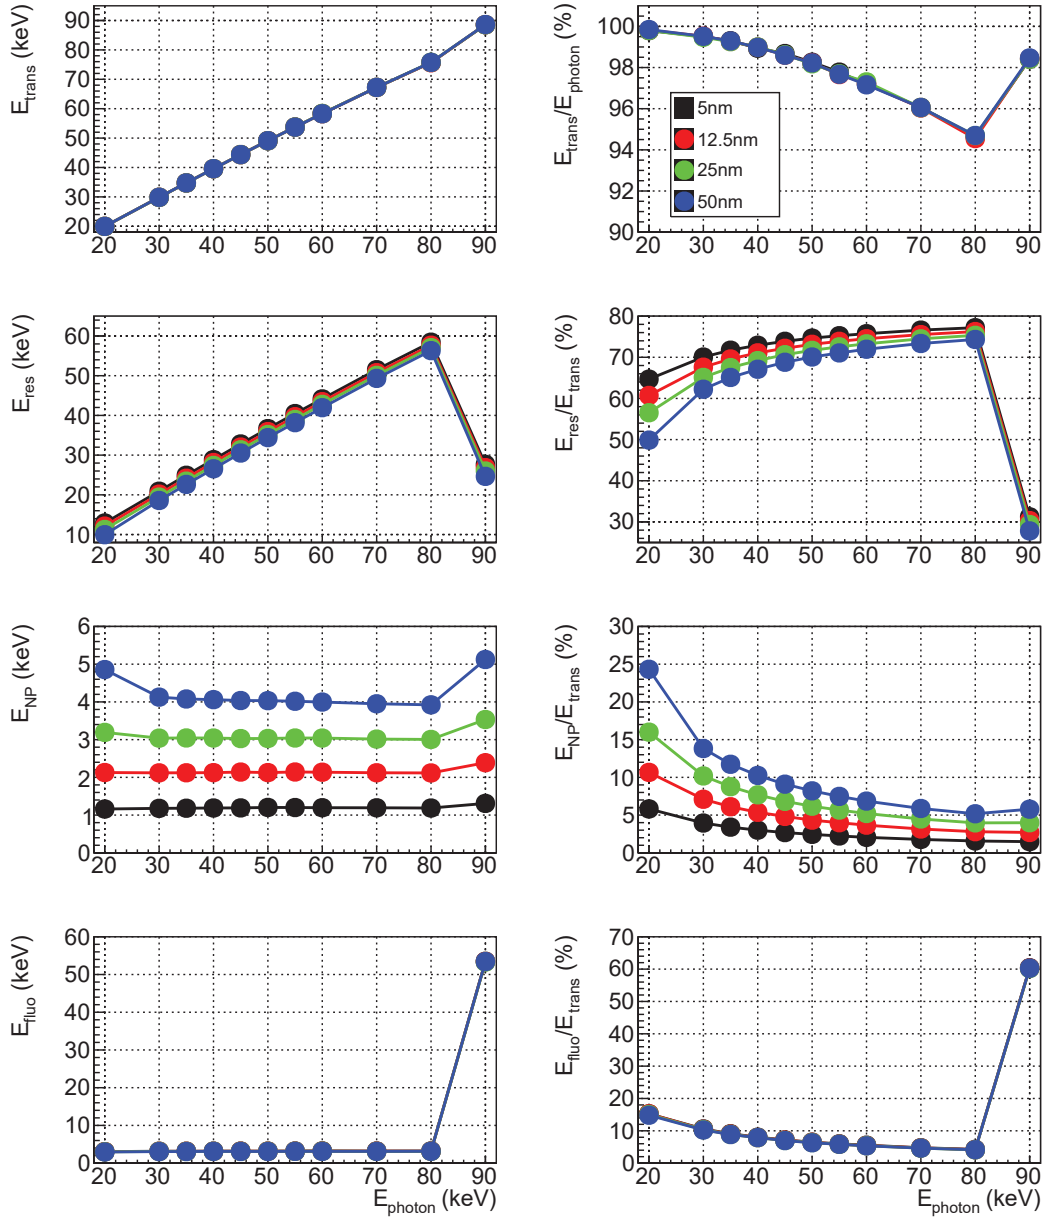 E_trans (keV)
90
80
70
60
50
40
30
20
20 30 40 50 60 70 80 90
E_trans/E_photon (%)
100
98
96
94
92
90
5nm
12.5nm
25nm
50nm
20 30 40 50 60 70 80 90
E_res (keV)
60
50
40
30
20
10
20 30 40 50 60 70 80 90
E_res/E_trans (%)
80
70
60
50
40
30
20 30 40 50 60 70 80 90
E_NP (keV)
6
5
4
3
2
1
0
20 30 40 50 60 70 80 90
E_NP/E_trans (%)
30
25
20
15
10
5
0
20 30 40 50 60 70 80 90
E_fluo (keV)
60
50
40
30
20
10
0
20 30 40 50 60 70 80 90
E_photon (keV)
E_fluo/E_trans (%)
70
60
50
40
30
20
10
0
20 30 40 50 60 70 80 90
E_photon (keV)